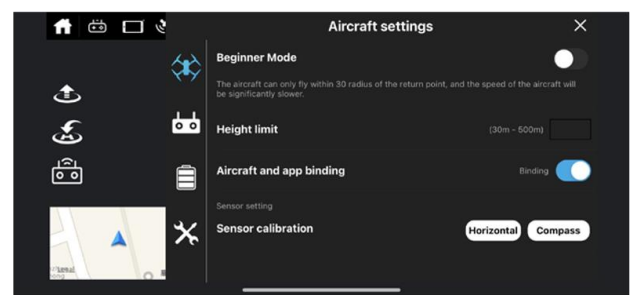 Aircraft settings
Beginner Mode
The aircraft can only fly within 30 radius of the return point, and the speed of the aircraft will
be significantly slower.
Height limit
(30m - 500m)
Aircraft and app binding
Binding
Sensor setting
Sensor calibration
Horizontal
Compass